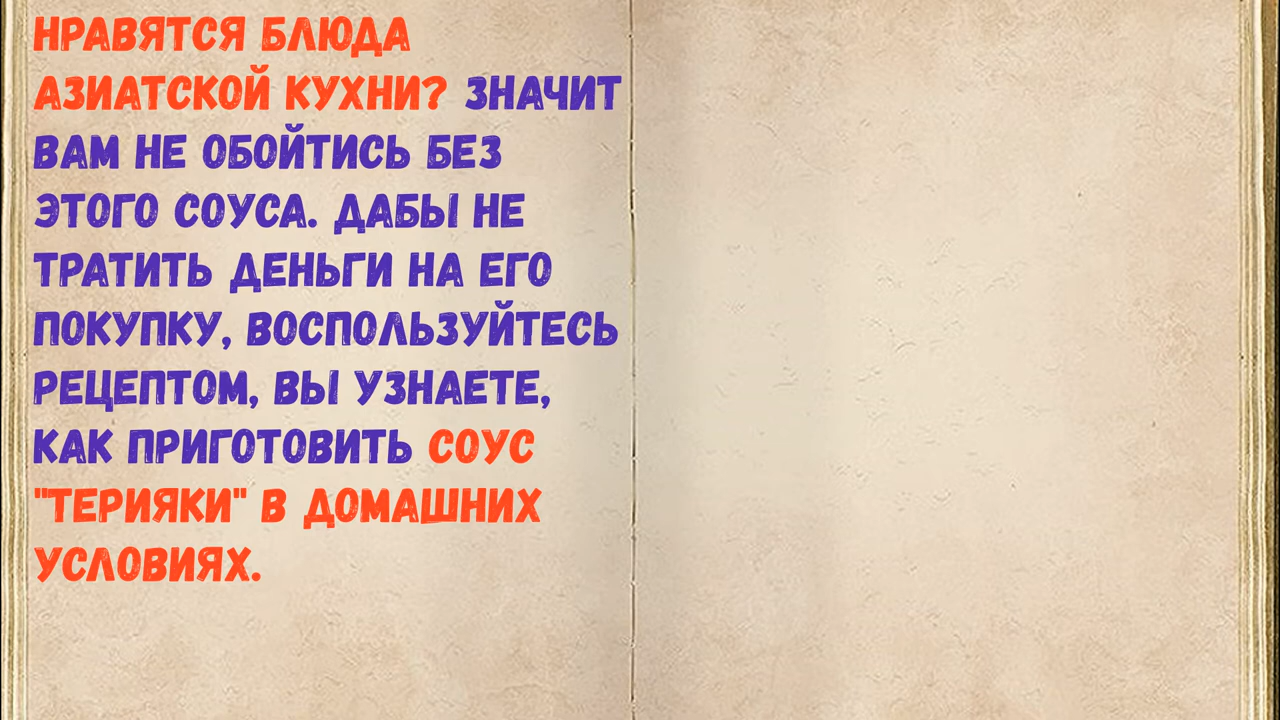 НРАВЯТСЯ БЛЮДА
АЗИАТСКОЙ КУХНИ? ЗНАЧИТ
ВАМ НЕ ОБОЙТИСЬ БЕЗ
ЭТОГО СОУСА. ДАБЫ НЕ
ТРАТИТЬ ДЕНЬГИ НА ЕГО
ПОКУПКУ, ВОСПОЛЬЗУЙТЕСЬ
РЕЦЕПТОМ, ВЫ УЗНАЕТЕ,
КАК ПРИГОТОВИТЬ СОУС
"ТЕРИЯКИ" В ДОМАШНИХ
УСЛОВИЯХ.